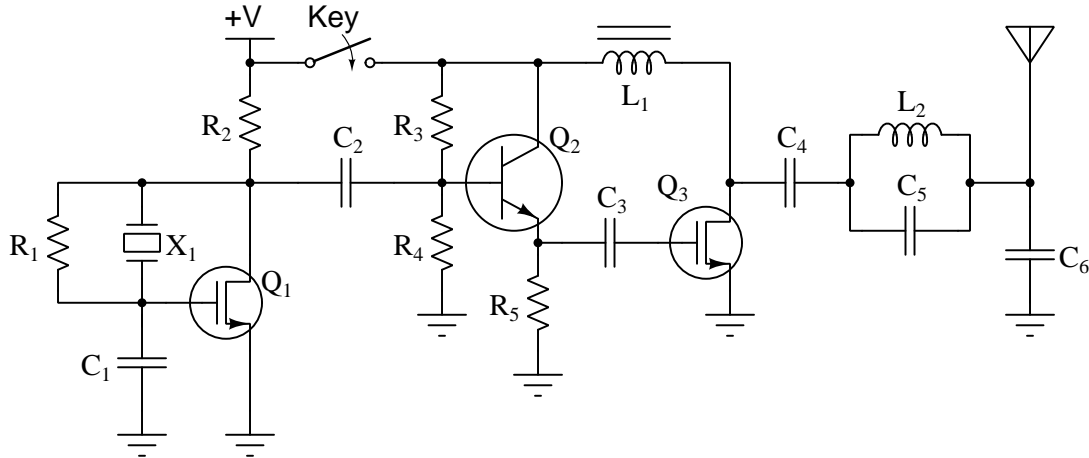 +V
Key
L₁
R₂
C₂
R₃
Q₂
L₂
C₄
C₃
Q₃
C₅
R₁
X₁
R₄
C₆
Q₁
R₅
C₁